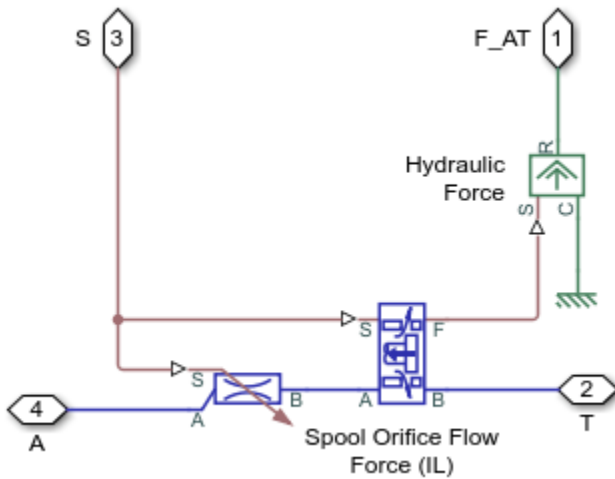 S 3
F_AT 1
Hydraulic
Force
R
S C
S F
S
A B A B
4
A
2
T
Spool Orifice Flow
Force (IL)